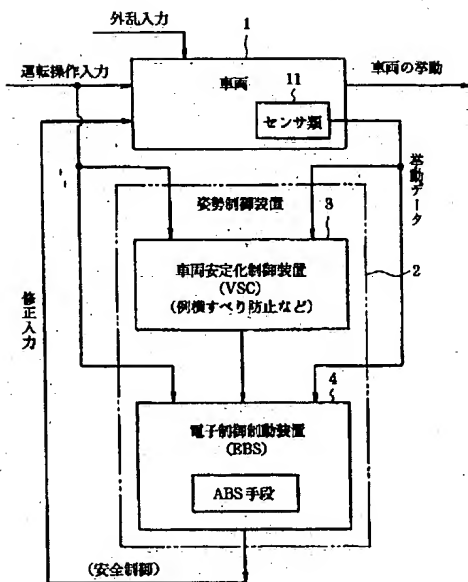 外乱入力
1
運転操作入力
車両
車両の挙動
11
センサ類
挙動データ
姿勢制御装置
3
車両安定化制御装置
(VSC)
(例横すべり防止など)
2
修正入力
4
電子制御制動装置
(EBS)
ABS手段
(安全制御)